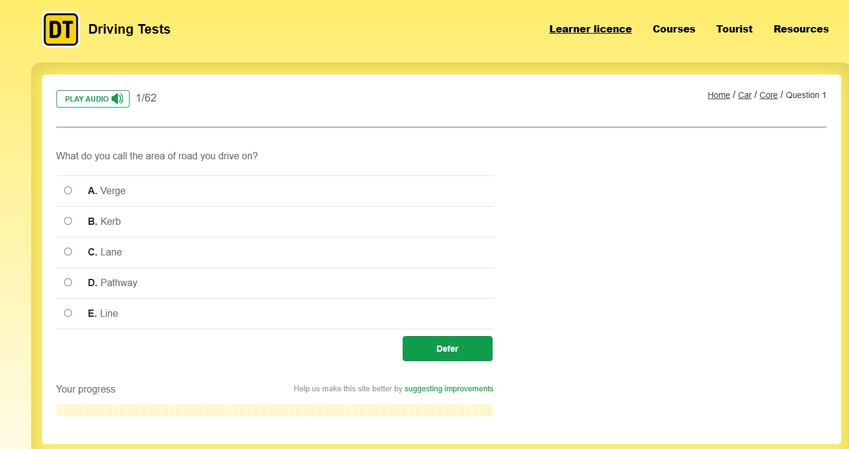 DT Driving Tests
Learner licence Courses Tourist Resources
PLAY AUDIO 1/62
Home / Car / Core / Question 1
What do you call the area of road you drive on?
A. Verge
B. Kerb
C. Lane
D. Pathway
E. Line
Defer
Your progress
Help us make this site better by suggesting improvements